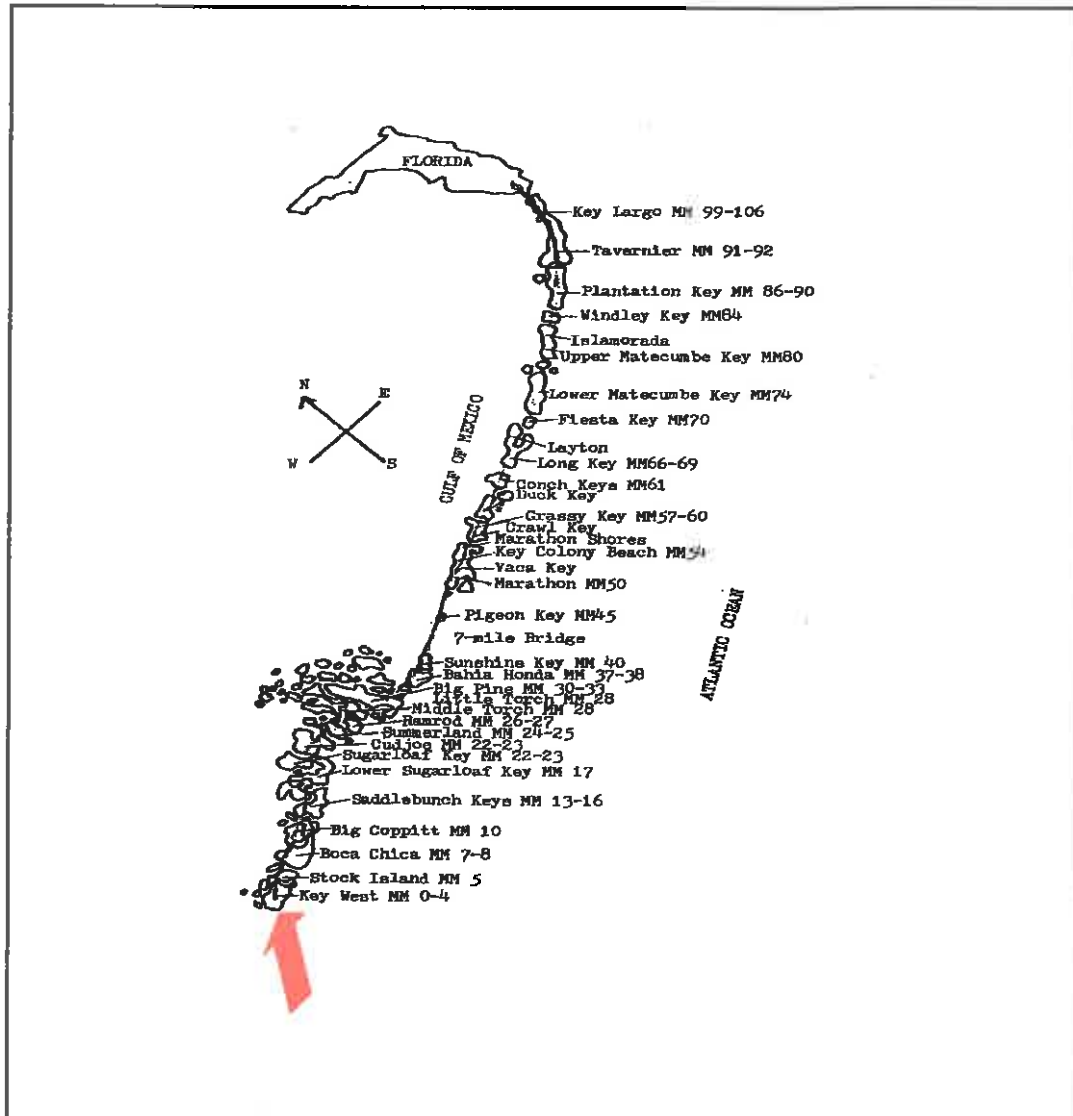 FLORIDA
Key Largo MM 99-106
Tavernier MM 91-92
Plantation Key MM 86-90
Windley Key MM84
Islamorada
Upper Matecumbe Key MM80
N
E
W
S
GULF OF MEXICO
Lower Matecumbe Key MM74
Fiesta Key MM70
Layton
Long Key MM66-69
Conch Keys MM61
Duck Key
Grassy Key MM57-60
Crawl Key
Marathon Shores
Key Colony Beach MM54
Vaca Key
Marathon MM50
Pigeon Key MM45
7-mile Bridge
ATLANTIC OCEAN
Sunshine Key MM 40
Bahia Honda MM 37-38
Big Pine MM 30-33
Little Torch MM 28
Middle Torch MM 28
Ramrod MM 26-27
Summerland MM 24-25
Cudjoe MM 22-23
Sugarloaf Key MM 22-23
Lower Sugarloaf Key MM 17
Saddlebunch Keys MM 13-16
Big Coppitt MM 10
Boca Chica MM 7-8
Stock Island MM 5
Key West MM 0-4